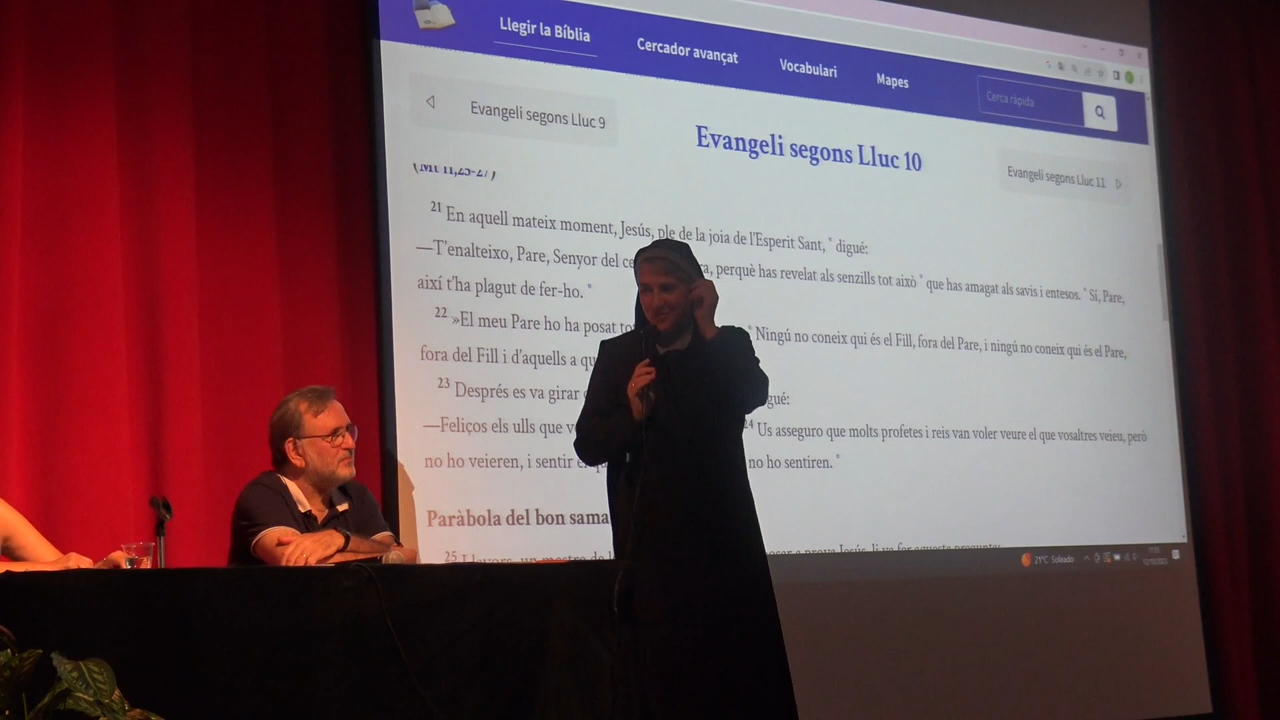 Llegir la Bíblia
Cercador avançat
Vocabulari
Mapes
Cerca ràpida
Evangeli segons Lluc 9
Evangeli segons Lluc 10
Evangeli segons Lluc 11
21 En aquell mateix moment, Jesús, ple de la joia de l'Esperit Sant, * digué:
—T'enalteixo, Pare, Senyor del perquè has revelat als senzills tot això * que has amagat als savis i entesos. * Sí, Pare,
així t'ha plagut de fer-ho. *
22 »El meu Pare ho ha posat * Ningú no coneix qui és el Fill, fora del Pare, i ningú no coneix qui és el Pare,
fora del Fill i d'aquells a
23 Després es va girar
—Feliços els ulls que 24 Us asseguro que molts profetes i reis van voler veure el que vosaltres veieu, però
no ho veieren, i sentir no ho sentiren. *
Paràbola del bon
25
21°C Soleado